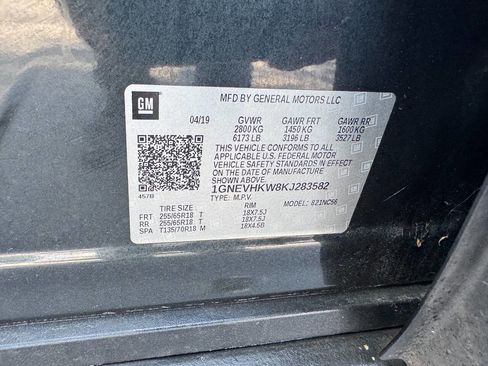 GM
MFD BY GENERAL MOTORS LLC
04/19 GVWR GAWR FRT GAWR RR
2800 KG 1450 KG 1600 KG
6173 LB 3196 LB 3527 LB
THIS VEHICLE CONFORMS TO ALL
APPLICABLE U.S. FEDERAL MOTOR
VEHICLE SAFETY STANDARDS IN EFFECT
ON THE DATE OF MANUFACTURE
SHOWN ABOVE.
1GNEVHKW8KJ283582
4578 TYPE: M.P.V. MODEL: 821NC56
TIRE SIZE RIM
FRT 255/65R18 T 18X7.5J
RR 255/65R18 T 18X7.5J
SPA T135/70R18 M 18X4.5B